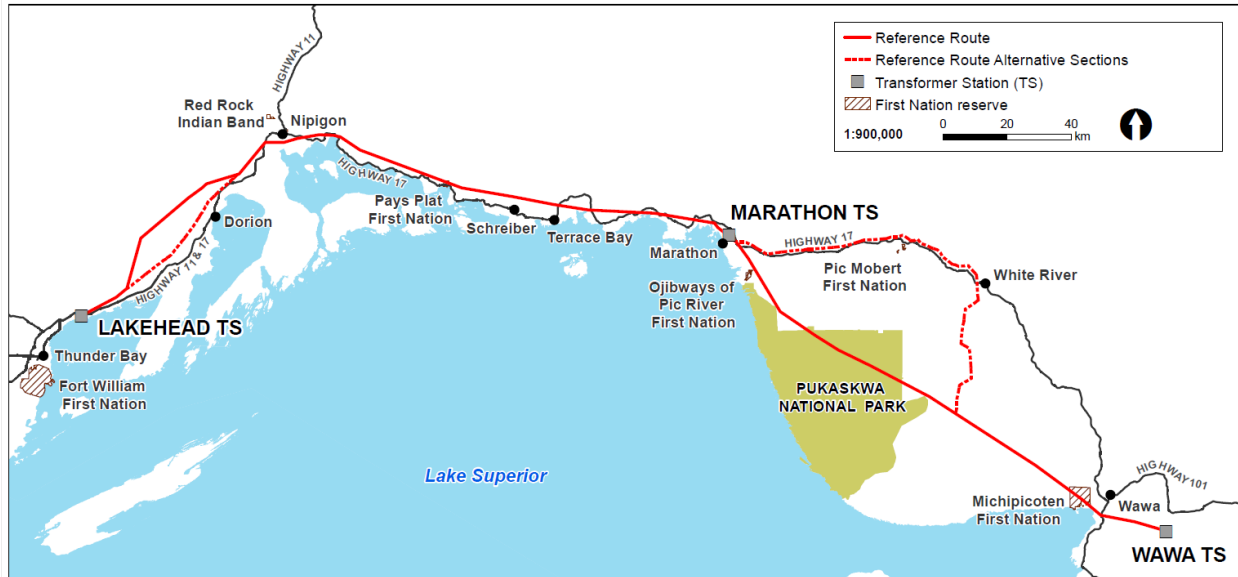 Reference Route
Reference Route Alternative Sections
Transformer Station (TS)
First Nation reserve
1:900,000
0 20 40
km
HIGHWAY 11
Red Rock
Indian Band
Nipigon
HIGHWAY 17
Pays Plat
First Nation
Schreiber
Terrace Bay
Dorion
HIGHWAY 11 & 17
LAKEHEAD TS
Thunder Bay
Fort William
First Nation
MARATHON TS
Marathon
HIGHWAY 17
Pic Mobert
First Nation
White River
Ojibways of
Pic River
First Nation
PUKASKWA
NATIONAL PARK
Lake Superior
HIGHWAY 101
Michipicoten
First Nation
Wawa
WAWA TS